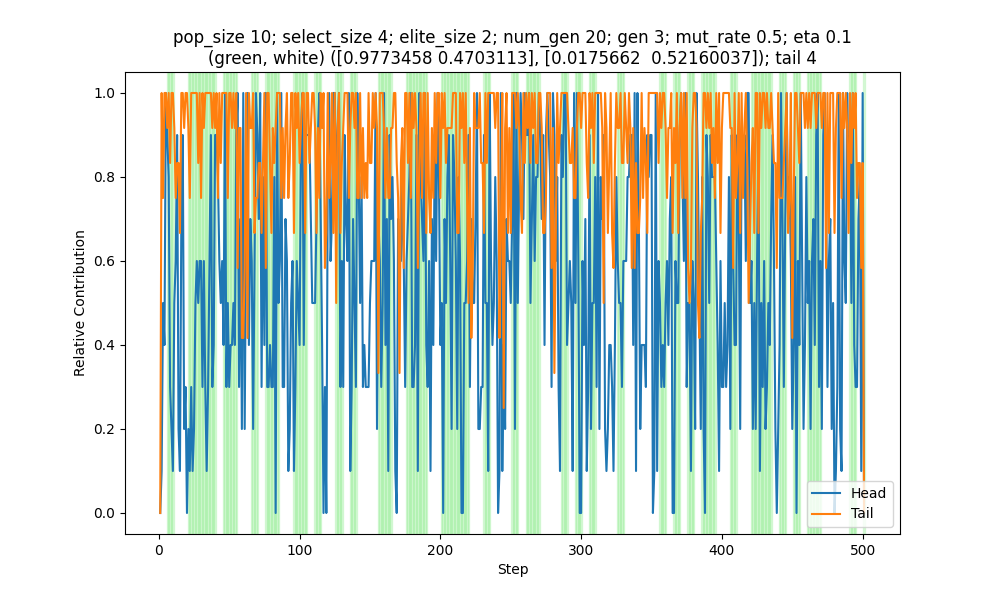 pop_size 10; select_size 4; elite_size 2; num_gen 20; gen 3; mut_rate 0.5; eta 0.1
(green, white) ([0.9773458 0.4703113], [0.0175662  0.52160037]); tail 4
1.0
0.8
0.6
0.4
0.2
0.0
Relative Contribution
Head
Tail
0
100
200
300
400
500
Step